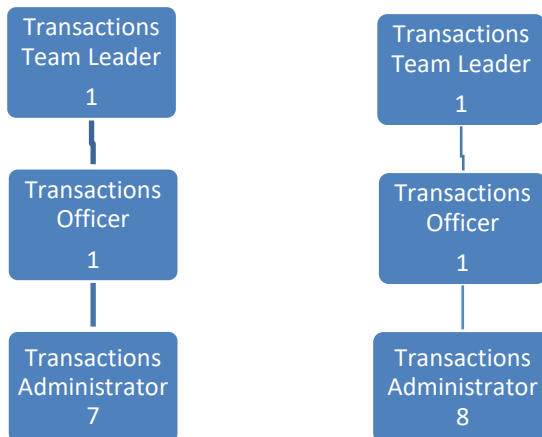 Transactions
Team Leader
1
Transactions
Officer
1
Transactions
Administrator
7
Transactions
Team Leader
1
Transactions
Officer
1
Transactions
Administrator
8